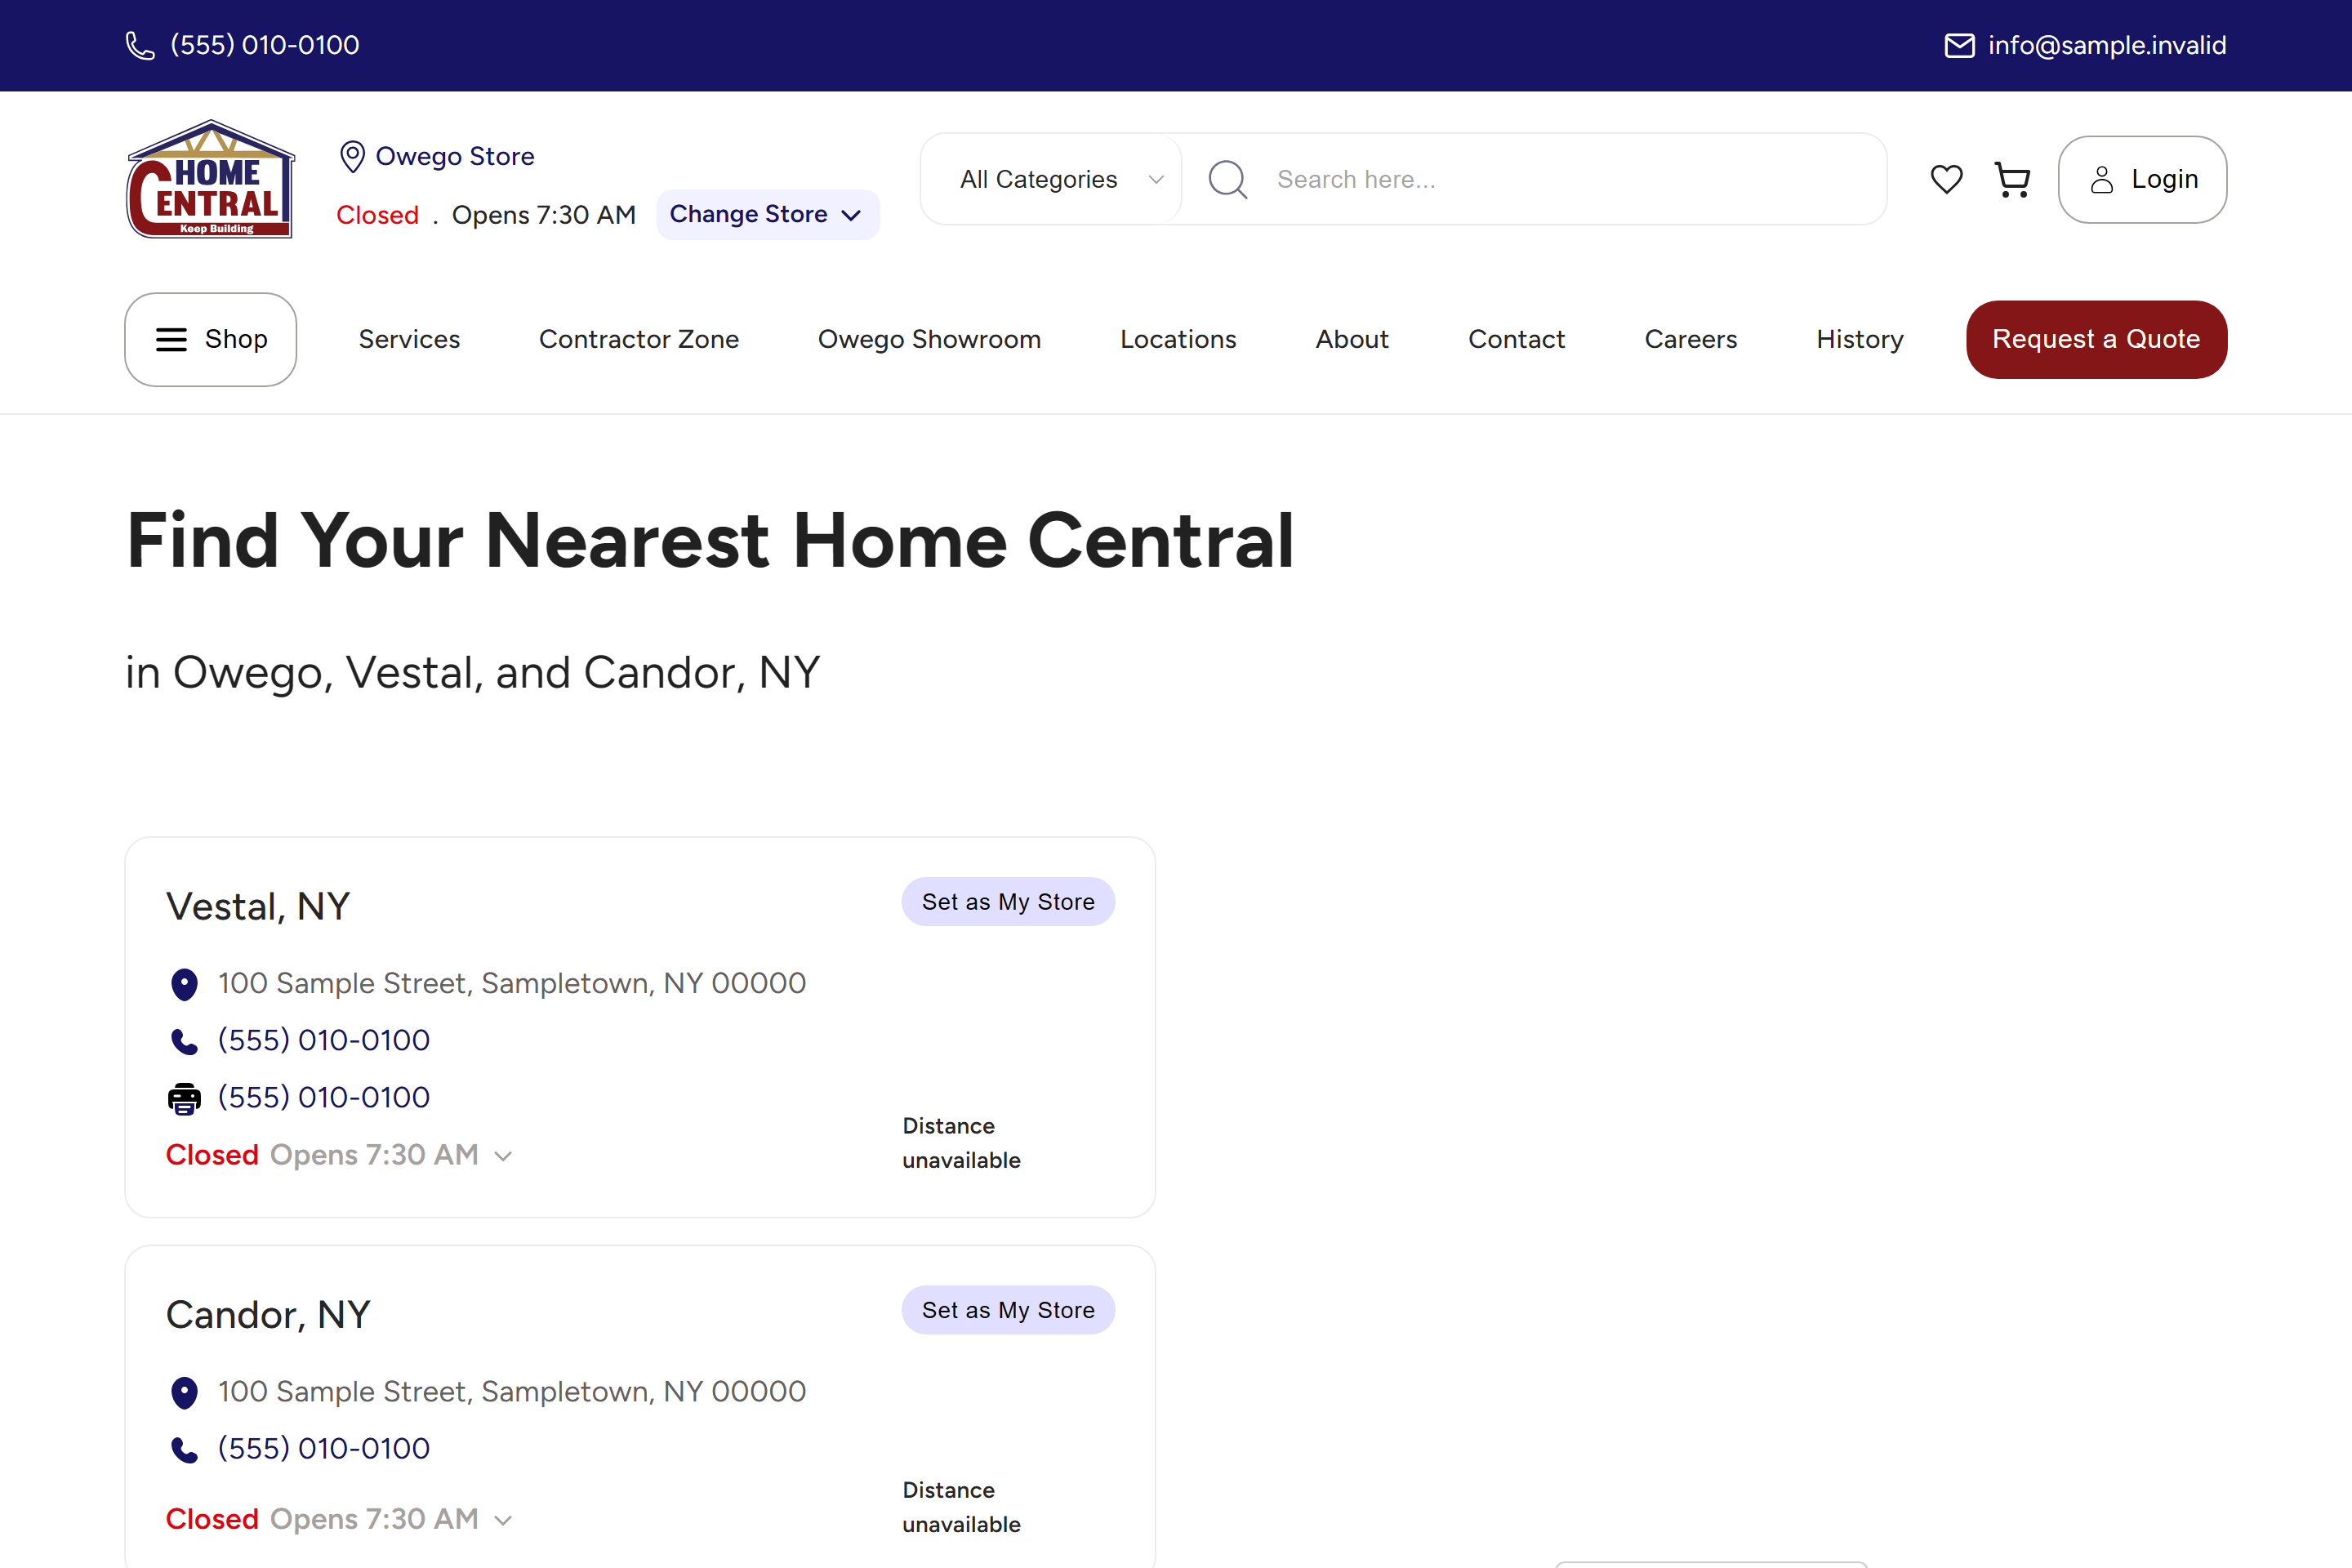 (555) 010-0100
info@sample.invalid
HOME
CENTRAL
Keep Building
Owego Store
Closed . Opens 7:30 AM
Change Store
All Categories
Search here...
Login
Shop
Services
Contractor Zone
Owego Showroom
Locations
About
Contact
Careers
History
Request a Quote
Find Your Nearest Home Central
in Owego, Vestal, and Candor, NY
Vestal, NY
Set as My Store
100 Sample Street, Sampletown, NY 00000
(555) 010-0100
(555) 010-0100
Closed Opens 7:30 AM
Distance
unavailable
Candor, NY
Set as My Store
100 Sample Street, Sampletown, NY 00000
(555) 010-0100
Closed Opens 7:30 AM
Distance
unavailable